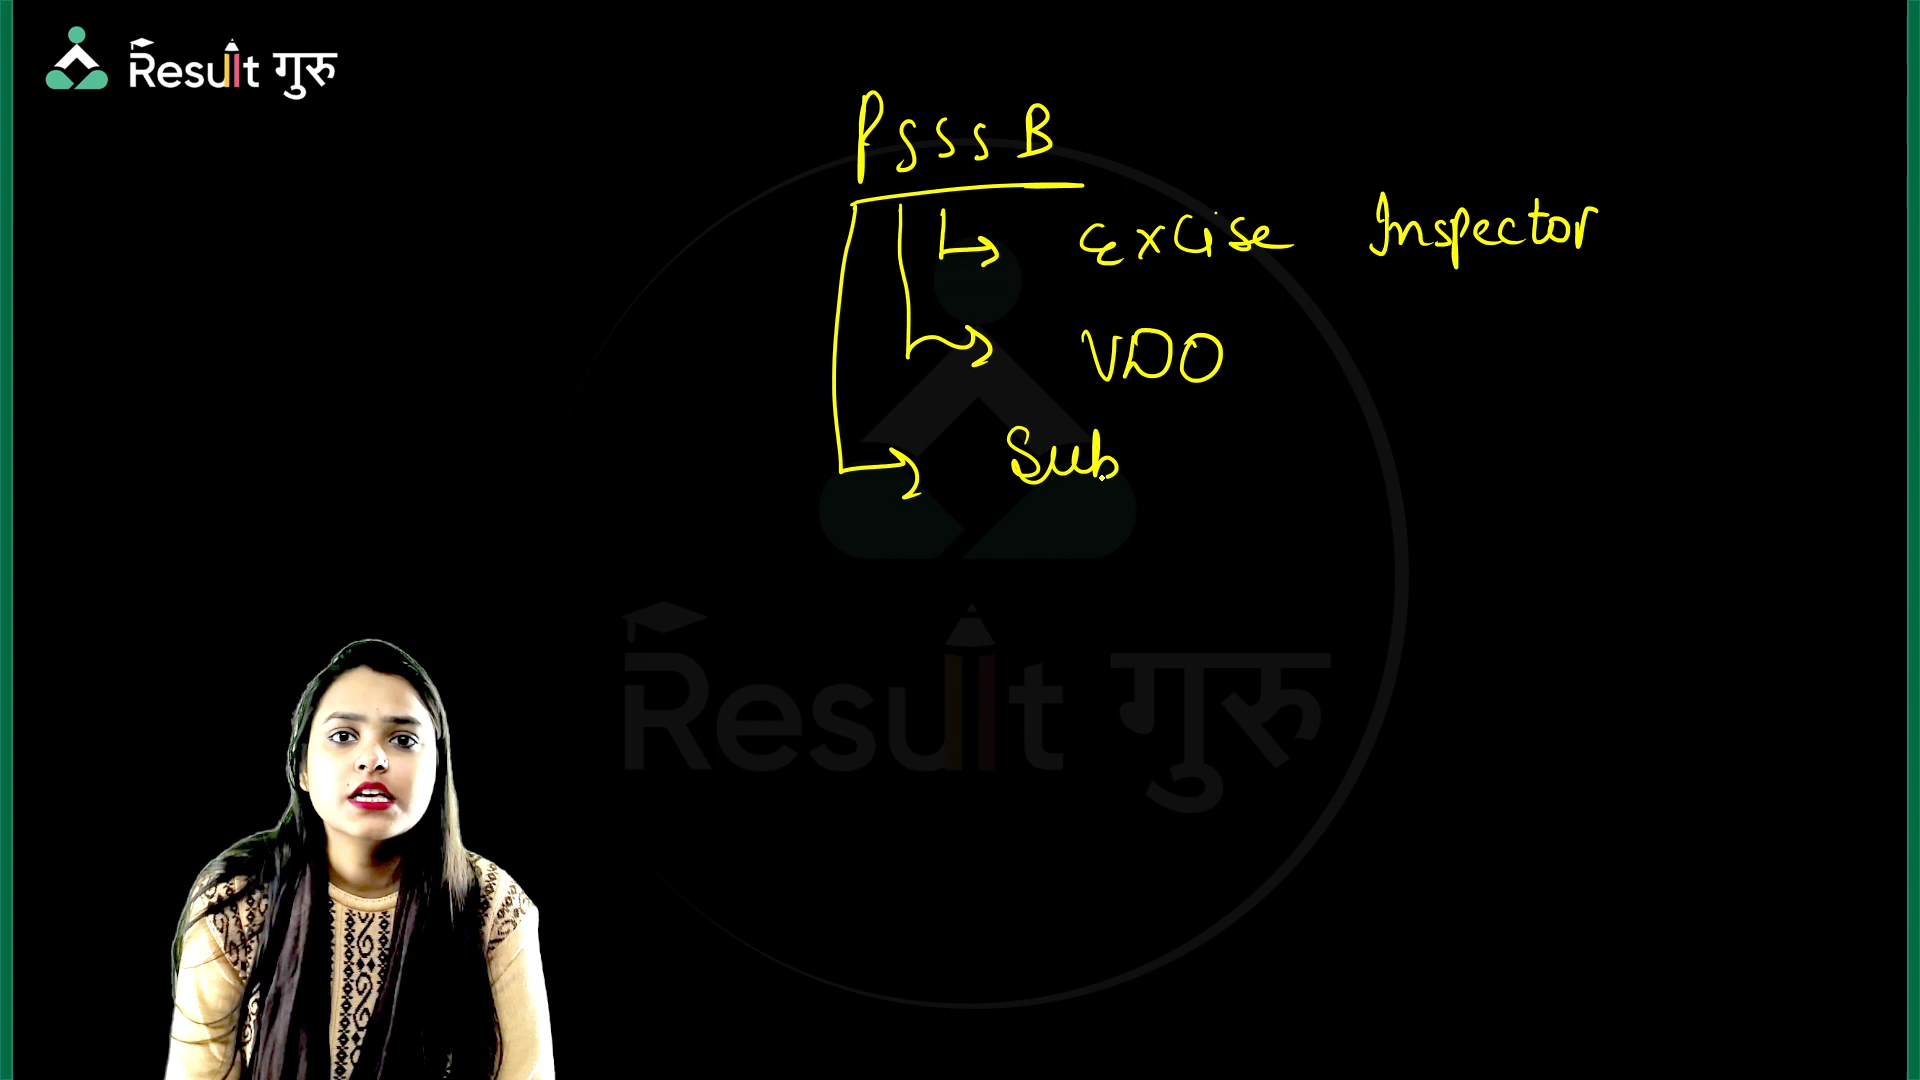 Result गुरु
PSSSB
Excise Inspector
VDO
Sub
Result गुरु